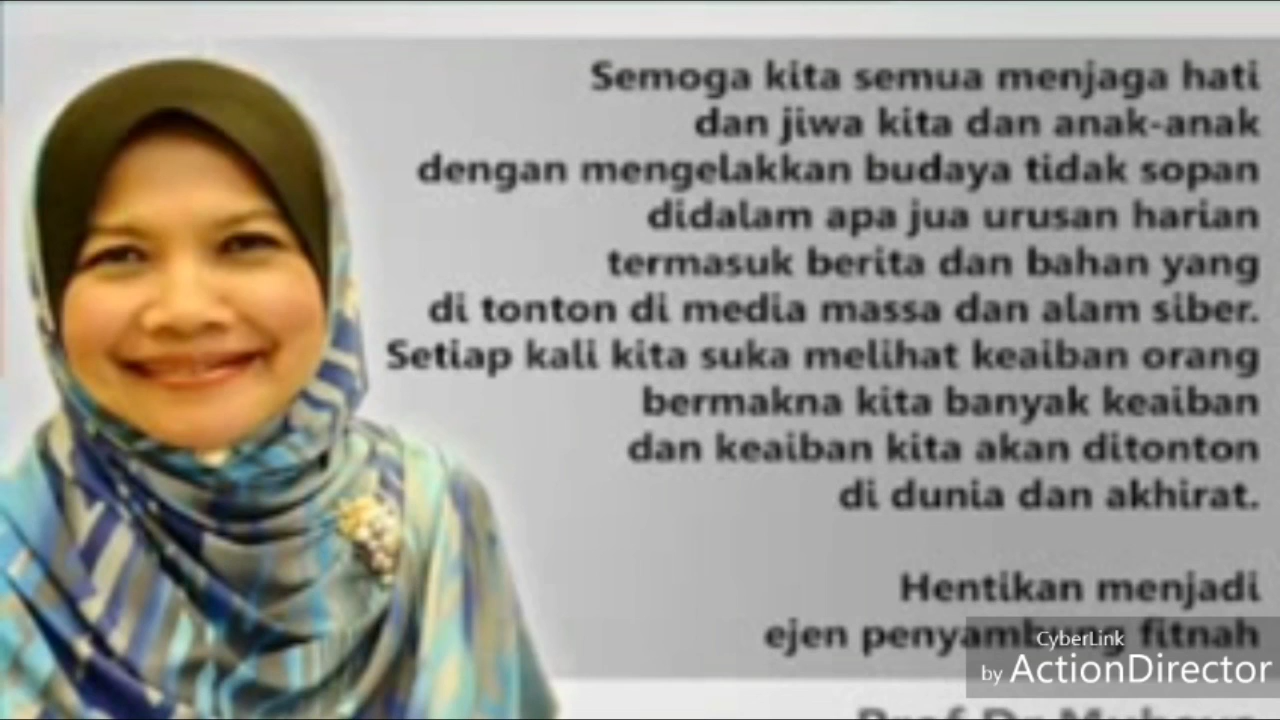 Semoga kita semua menjaga hati
dan jiwa kita dan anak-anak
dengan mengelakkan budaya tidak sopan
didalam apa jua urusan harian
termasuk berita dan bahan yang
di tonton di media massa dan alam siber.
Setiap kali kita suka melihat keaiban orang
bermakna kita banyak keaiban
dan keaiban kita akan ditonton
di dunia dan akhirat.
Hentikan menjadi
ejen penyambung fitnah
CyberLink
by ActionDirector